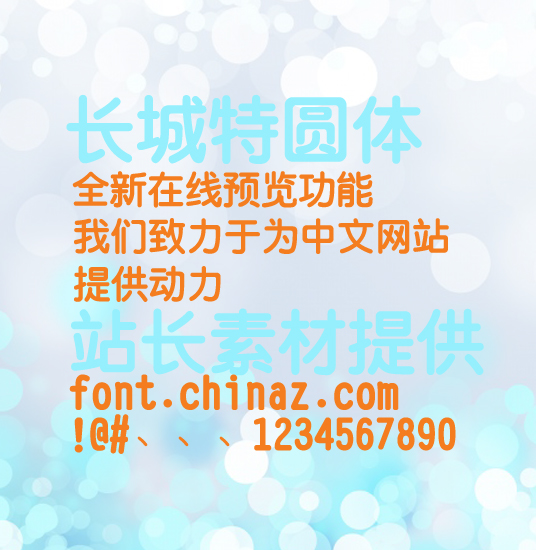 长城特圆体
全新在线预览功能
我们致力于为中文网站
提供动力
站长素材提供
font.chinaz.com
!@#、、、1234567890